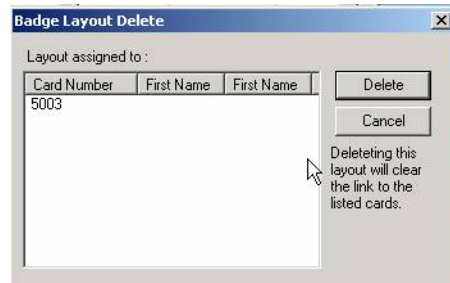 Badge Layout Delete
Layout assigned to :
Card Number First Name First Name
5003
Delete
Cancel
Deleteting this
layout will clear
the link to the
listed cards.